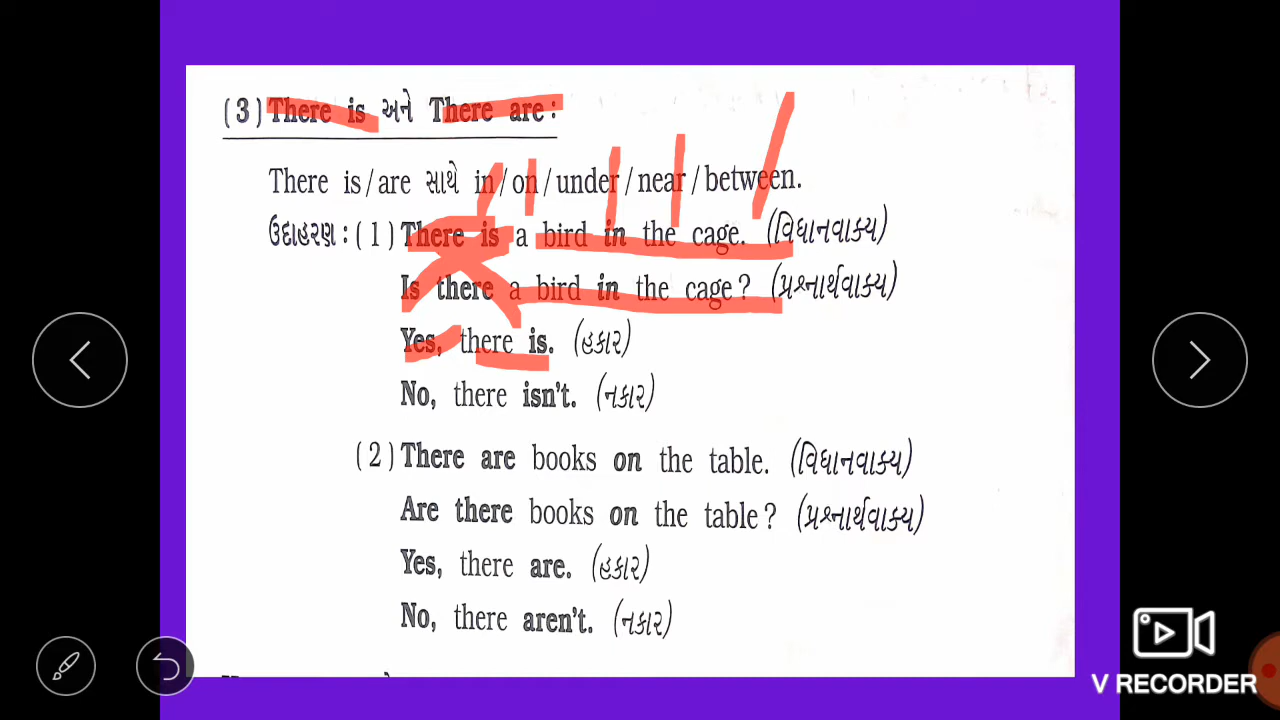 (3) There is અને There are :
There is/are સાથે in/on/under/near/between.
ઉદાહરણ : (1) There is a bird in the cage. (વિધાનવાક્ય)
Is there a bird in the cage? (પ્રશ્નાર્થવાક્ય)
Yes, there is. (હકાર)
No, there isn't. (નકાર)
(2) There are books on the table. (વિધાનવાક્ય)
Are there books on the table? (પ્રશ્નાર્થવાક્ય)
Yes, there are. (હકાર)
No, there aren't. (નકાર)
V RECORDER